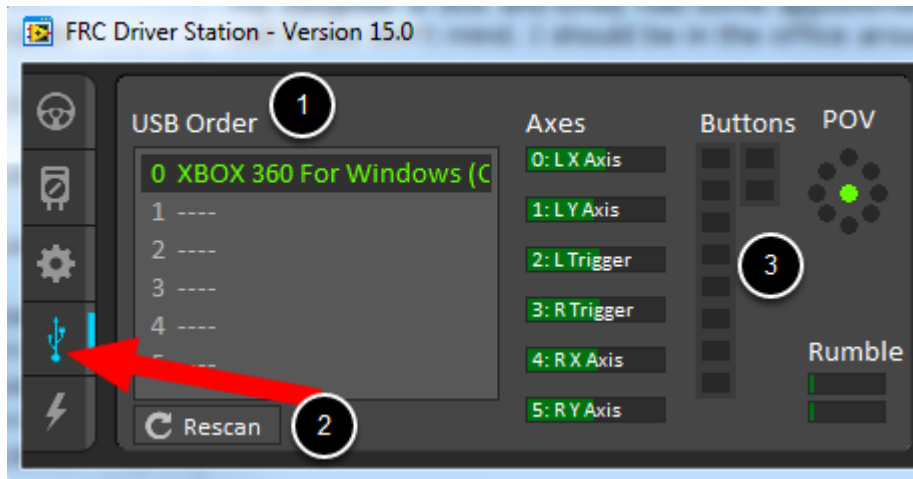 FRC Driver Station - Version 15.0
USB Order
1
Axes
Buttons
POV
0 XBOX 360 For Windows (C
1 ----
2 ----
3 ----
4 ----
----
0: L X Axis
1: L Y Axis
2: L Trigger
3: R Trigger
4: R X Axis
5: R Y Axis
3
Rumble
Rescan
2